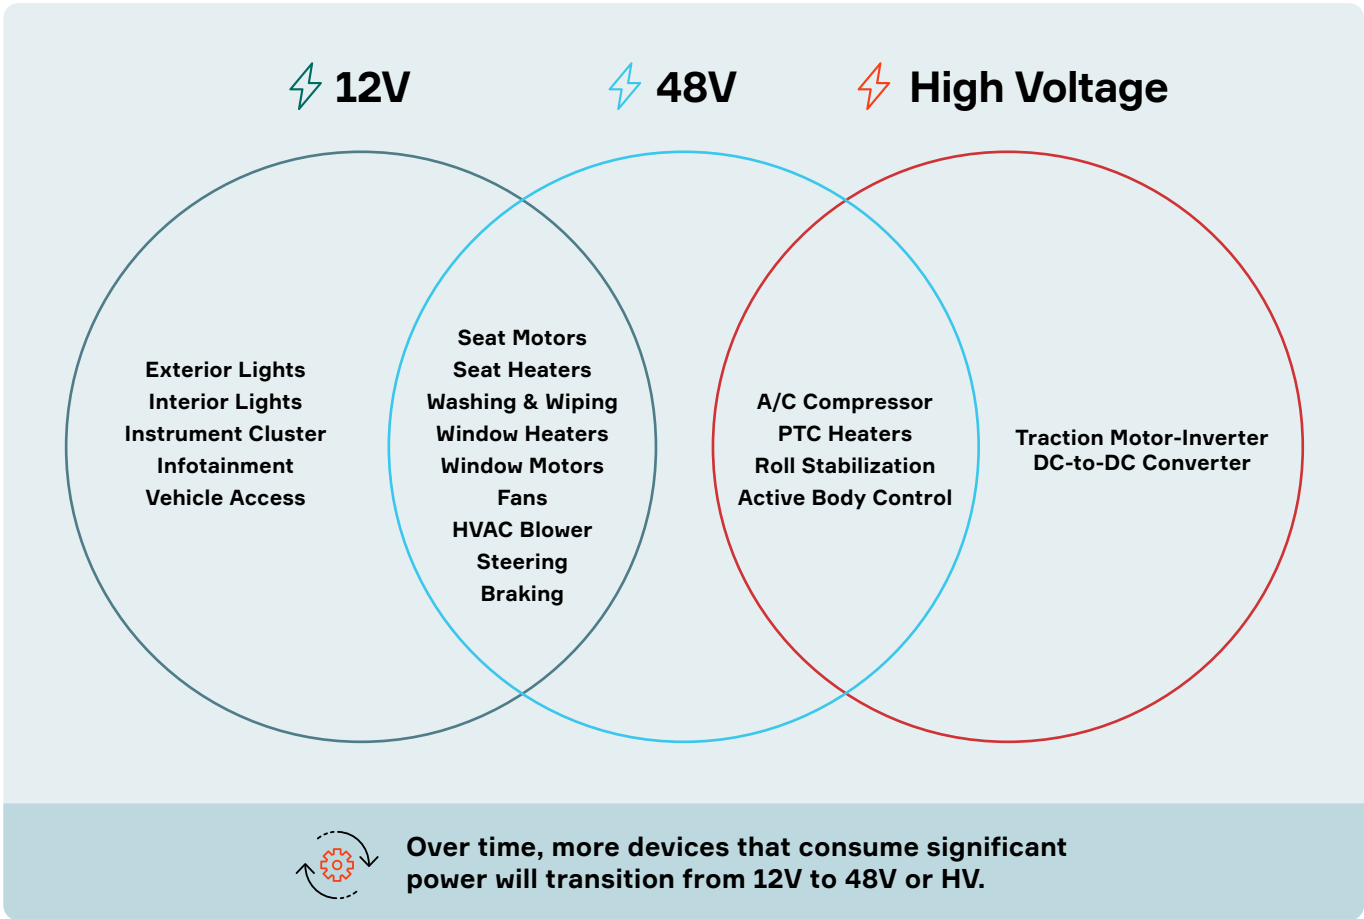 12V
48V
High Voltage
Exterior Lights
Interior Lights
Instrument Cluster
Infotainment
Vehicle Access
Seat Motors
Seat Heaters
Washing & Wiping
Window Heaters
Window Motors
Fans
HVAC Blower
Steering
Braking
A/C Compressor
PTC Heaters
Roll Stabilization
Active Body Control
Traction Motor-Inverter
DC-to-DC Converter
Over time, more devices that consume significant
power will transition from 12V to 48V or HV.